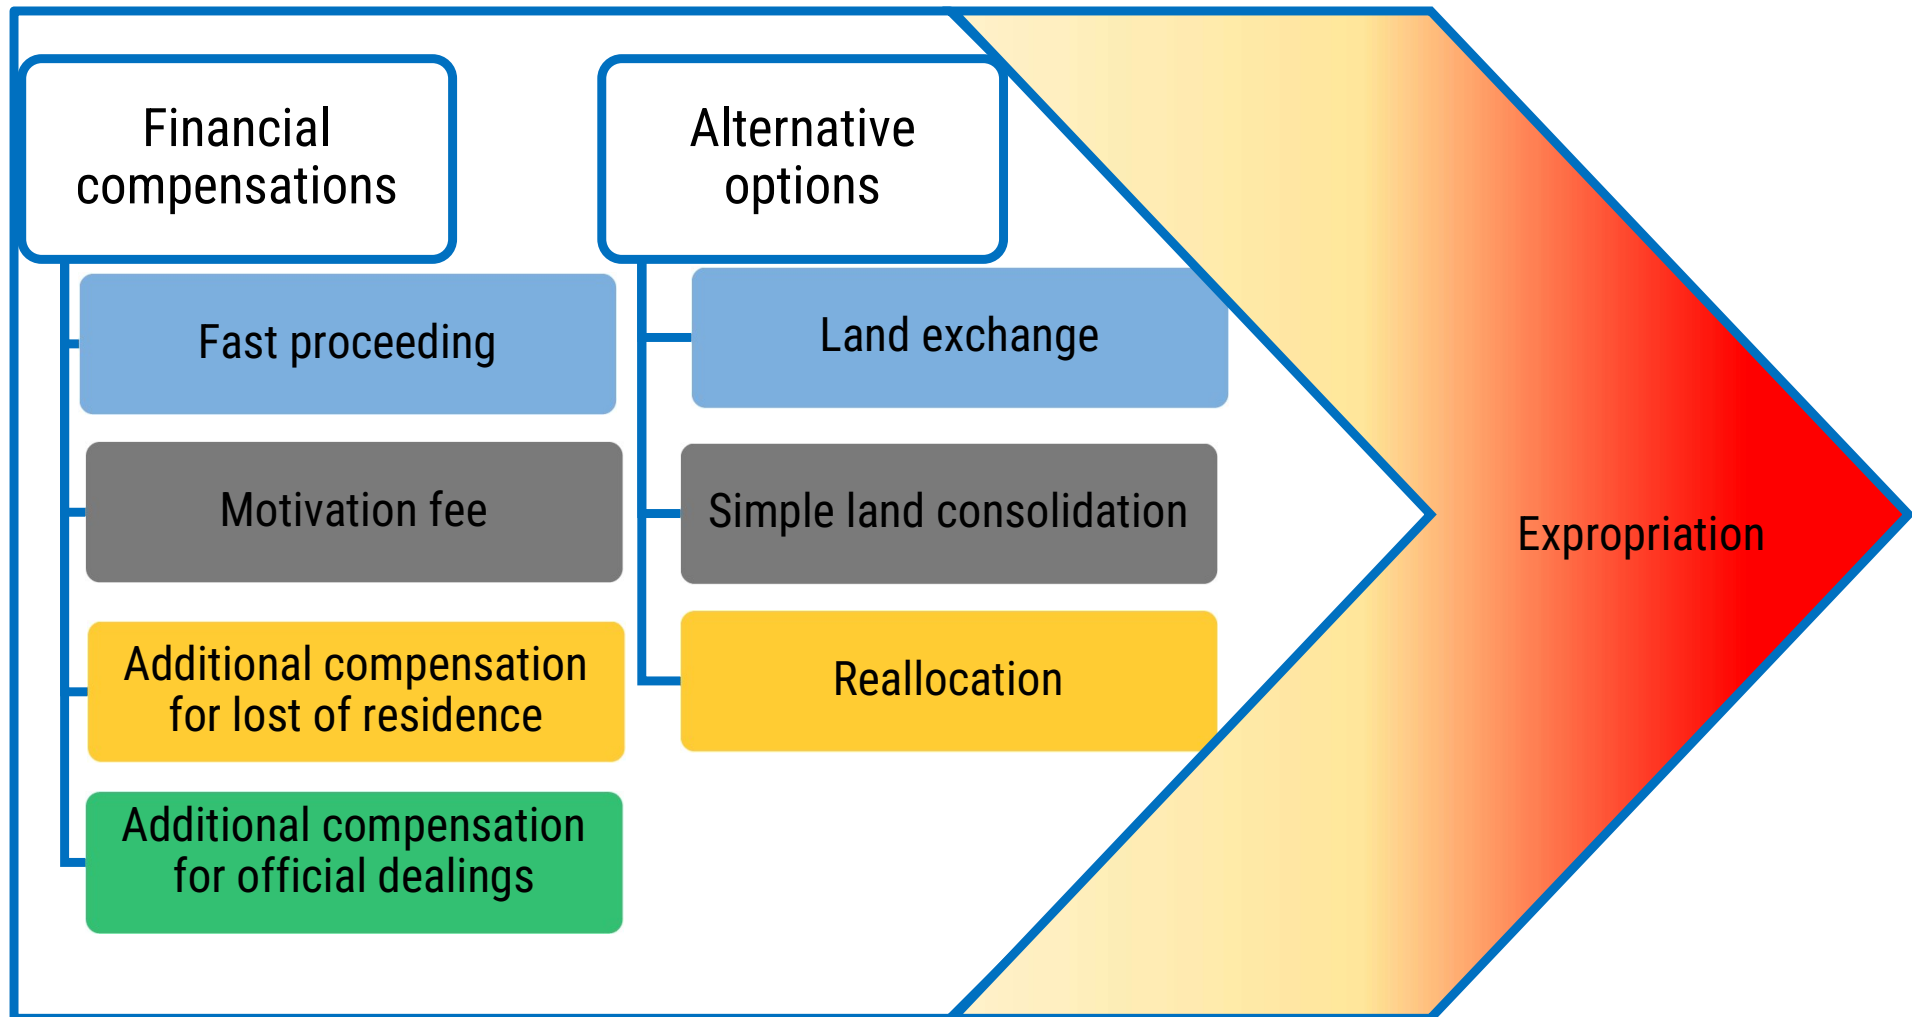 Financial
compensations
Fast proceeding
Motivation fee
Additional compensation
for lost of residence
Additional compensation
for official dealings
Alternative
options
Land exchange
Simple land consolidation
Reallocation
Expropriation